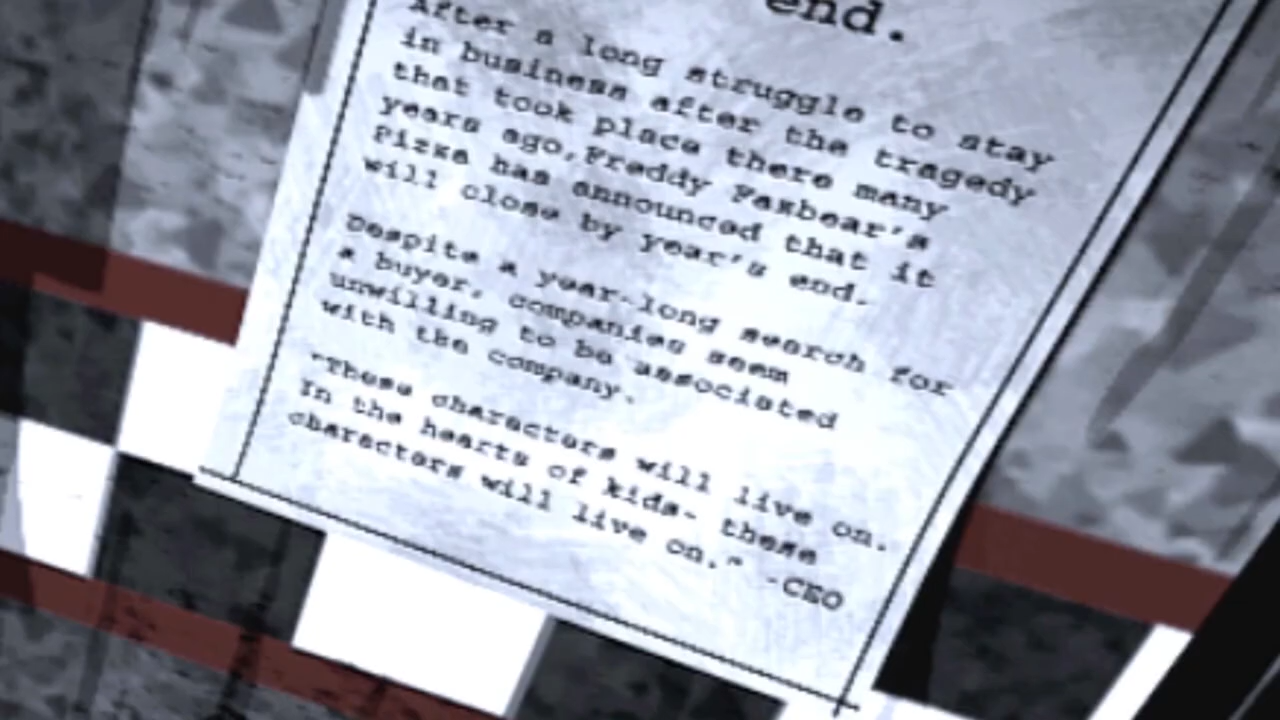 end.
After a long struggle to stay
in business after the tragedy
that took place there many
years ago,Freddy Fazbear's
Pizza has announced that it
will close by year's end.
Despite a year-long search for
a buyer, companies seem
unwilling to be associated
with the company.
"These characters will live on.
In the hearts of kids- these
characters will live on." -CEO